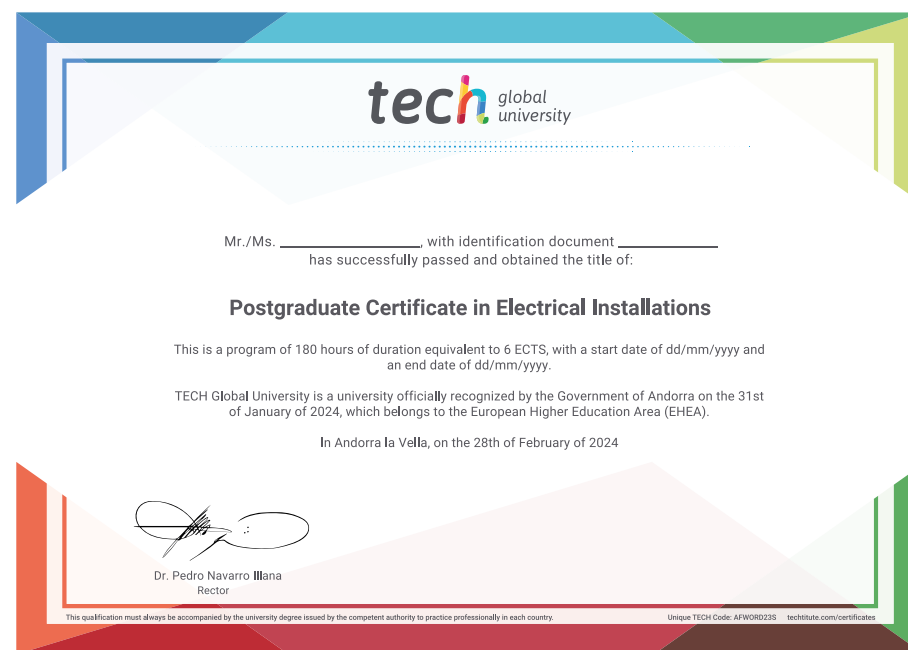 tech global
university
Mr./Ms. ____________________, with identification document ______________
has successfully passed and obtained the title of:
Postgraduate Certificate in Electrical Installations
This is a program of 180 hours of duration equivalent to 6 ECTS, with a start date of dd/mm/yyyy and
an end date of dd/mm/yyyy.
TECH Global University is a university officially recognized by the Government of Andorra on the 31st
of January of 2024, which belongs to the European Higher Education Area (EHEA).
In Andorra la Vella, on the 28th of February of 2024
Dr. Pedro Navarro Illana
Rector
This qualification must always be accompanied by the university degree issued by the competent authority to practice professionally in each country. Unique TECH Code: AFWORD23S techtitute.com/certificates